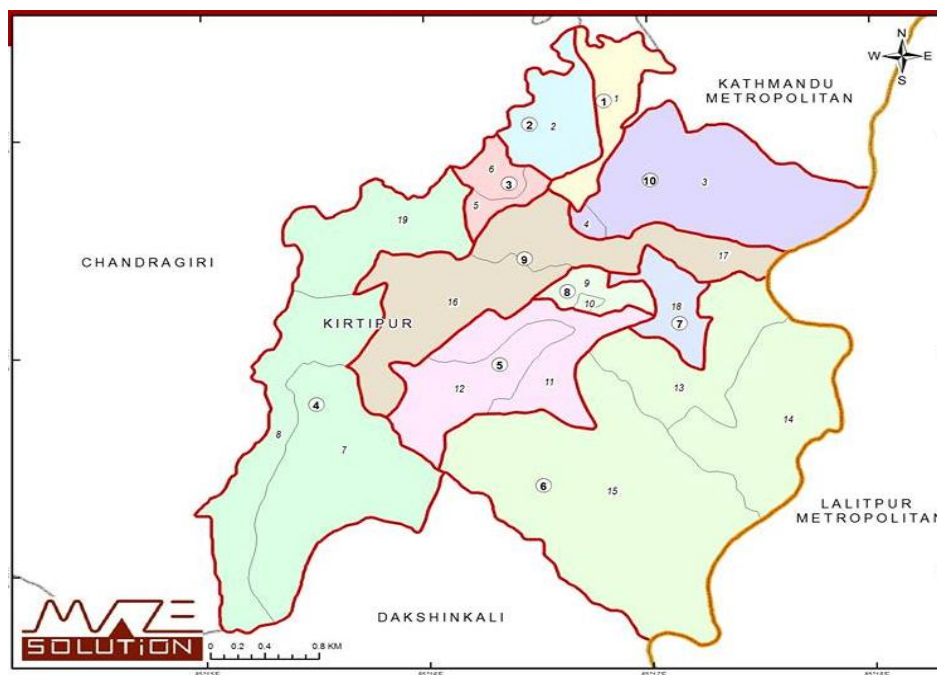 N
W E
S
KATHMANDU
METROPOLITAN
1
1
2
2
6
3
5
10
3
4
19
CHANDRAGIRI
9
17
16
8
9
10
18
7
KIRTIPUR
5
12
11
13
14
4
8
7
6
15
LALITPUR
METROPOLITAN
DAKSHINKALI
MAZE
SOLUTION
0 0.2 0.4 0.8 KM